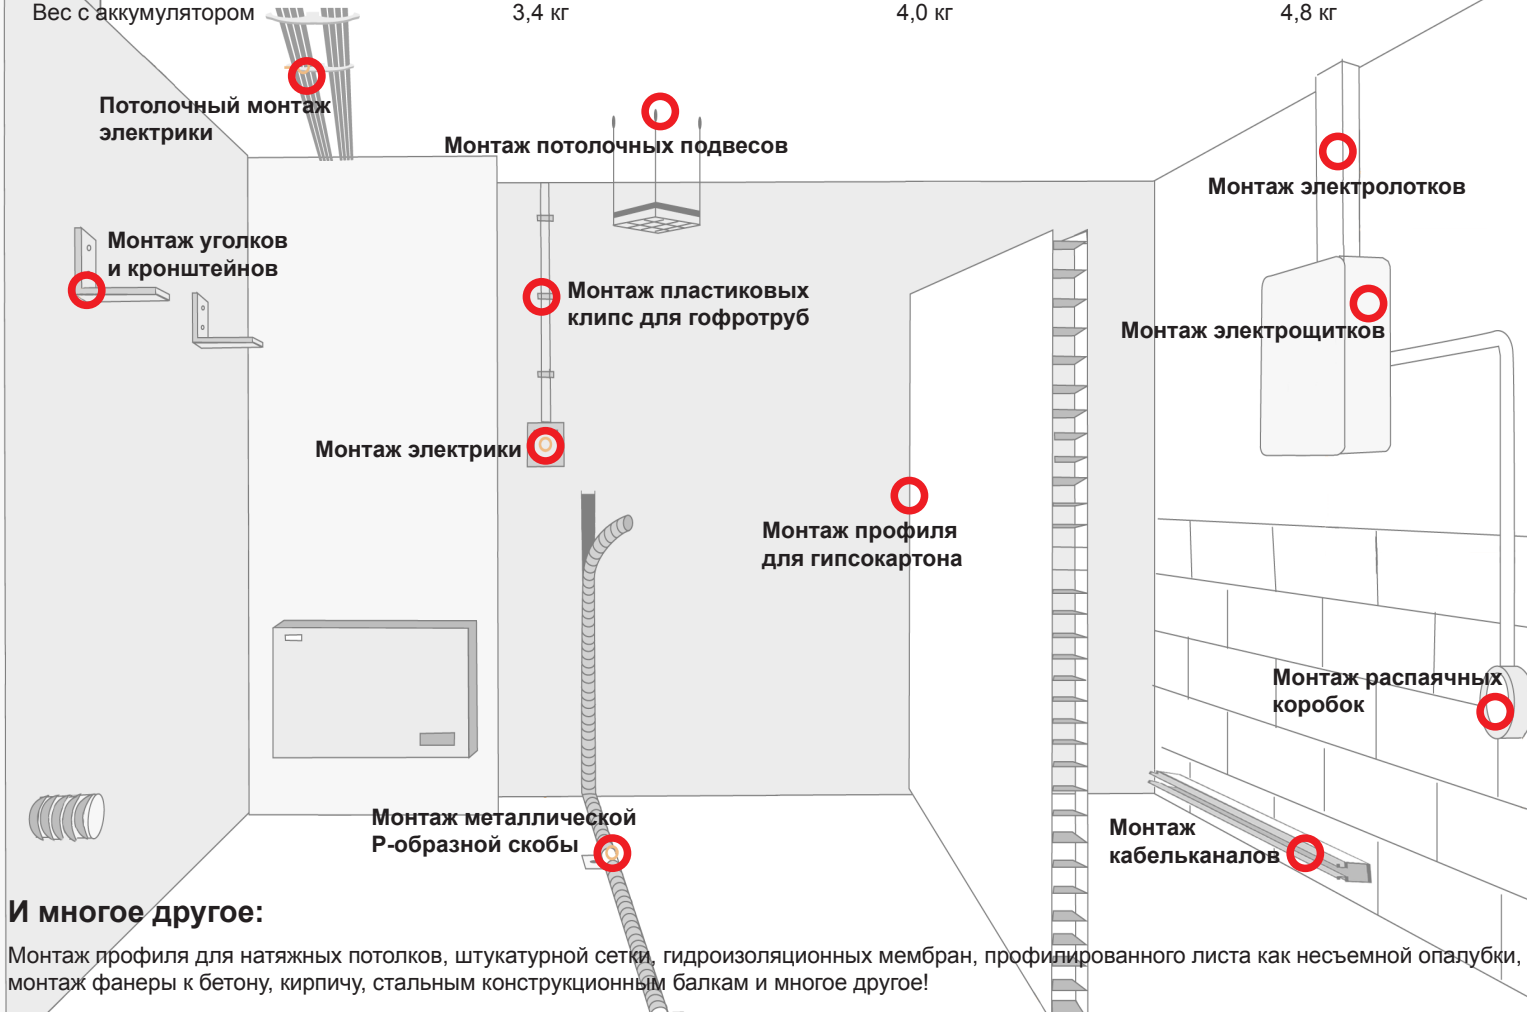 Вес с аккумулятором 3,4 кг 4,0 кг 4,8 кг
Потолочный монтаж
электрики
Монтаж потолочных подвесов
Монтаж электролотков
Монтаж уголков
и кронштейнов
Монтаж пластиковых
клипс для гофротруб
Монтаж электрощитков
Монтаж электрики
Монтаж профиля
для гипсокартона
Монтаж распаячных
коробок
Монтаж металлической
Р-образной скобы
Монтаж
кабельканалов
И многое другое:
Монтаж профиля для натяжных потолков, штукатурной сетки, гидроизоляционных мембран, профилированного листа как несъемной опалубки,
монтаж фанеры к бетону, кирпичу, стальным конструкционным балкам и многое другое!